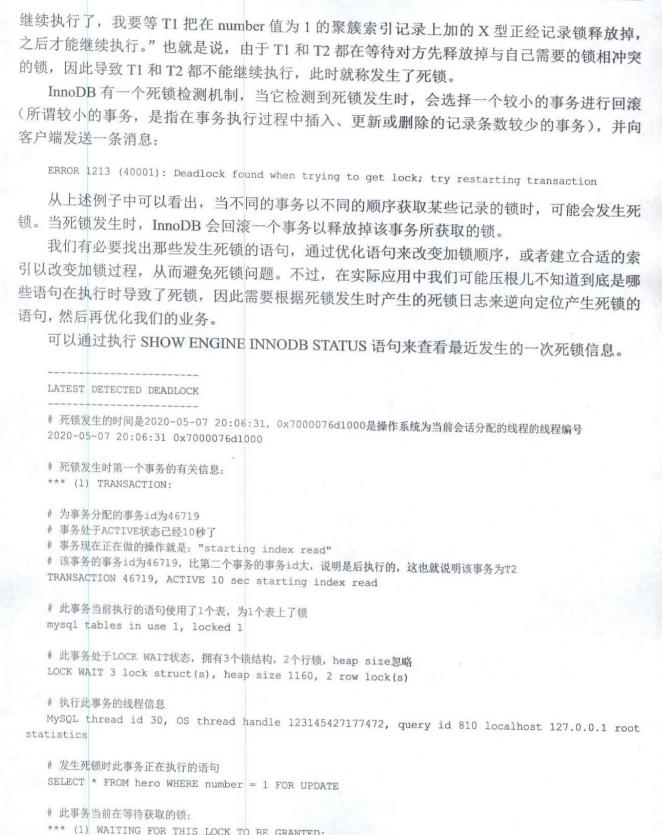 继续执行了，我要等 T1 把在 number 值为 1 的聚簇索引记录上加的 X 型正经记录锁释放掉，
之后才能继续执行。”也就是说，由于 T1 和 T2 都在等待对方先释放掉与自己需要的锁相冲突
的锁，因此导致 T1 和 T2 都不能继续执行，此时就称发生了死锁。
InnoDB 有一个死锁检测机制，当它检测到死锁发生时，会选择一个较小的事务进行回滚
（所谓较小的事务，是指在事务执行过程中插入、更新或删除的记录条数较少的事务），并向
客户端发送一条消息：
ERROR 1213 (40001): Deadlock found when trying to get lock; try restarting transaction
从上述例子中可以看出，当不同的事务以不同的顺序获取某些记录的锁时，可能会发生死
锁。当死锁发生时，InnoDB 会回滚一个事务以释放掉该事务所获取的锁。
我们有必要找出那些发生死锁的语句，通过优化语句来改变加锁顺序，或者建立合适的索
引以改变加锁过程，从而避免死锁问题。不过，在实际应用中我们可能压根儿不知道到底是哪
些语句在执行时导致了死锁，因此需要根据死锁发生时产生的死锁日志来逆向定位产生死锁的
语句，然后再优化我们的业务。
可以通过执行 SHOW ENGINE INNODB STATUS 语句来查看最近发生的一次死锁信息。
------------------------
LATEST DETECTED DEADLOCK
------------------------
# 死锁发生的时间是2020-05-07 20:06:31，0x7000076d1000是操作系统为当前会话分配的线程的线程编号
2020-05-07 20:06:31 0x7000076d1000
# 死锁发生时第一个事务的有关信息：
*** (1) TRANSACTION:
# 为事务分配的事务id为46719
# 事务处于ACTIVE状态已经10秒了
# 事务现在正在做的操作就是："starting index read"
# 该事务的事务id为46719，比第二个事务的事务id大，说明是后执行的，这也就说明该事务为T2
TRANSACTION 46719, ACTIVE 10 sec starting index read
# 此事务当前执行的语句使用了1个表，为1个表上了锁
mysql tables in use 1, locked 1
# 此事务处于LOCK WAIT状态，拥有3个锁结构，2个行锁，heap size忽略
LOCK WAIT 3 lock struct(s), heap size 1160, 2 row lock(s)
# 执行此事务的线程信息
MySQL thread id 30, OS thread handle 123145427177472, query id 810 localhost 127.0.0.1 root
statistics
# 发生死锁时此事务正在执行的语句
SELECT * FROM hero WHERE number = 1 FOR UPDATE
# 此事务当前在等待获取的锁：
*** (1) WAITING FOR THIS LOCK TO BE GRANTED: